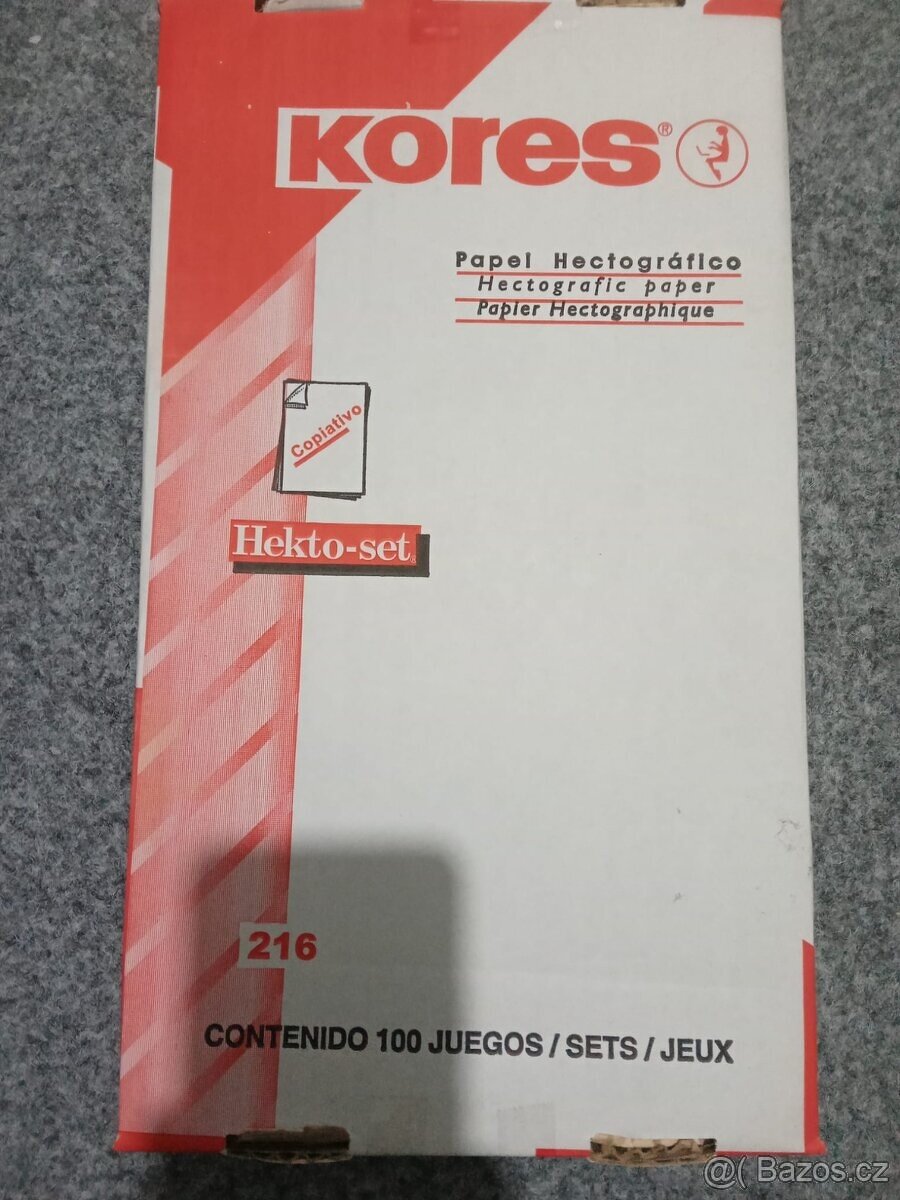 Kores®
Papel Hectográfico
Hectografic paper
Papier Hectographique
Copiativo
Hekto-set®
216
CONTENIDO 100 JUEGOS / SETS / JEUX
@( Bazos.cz